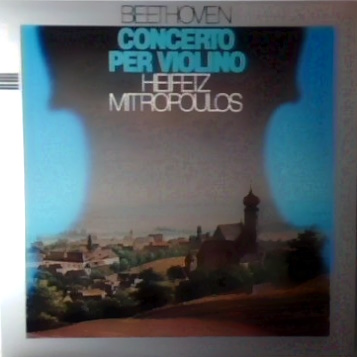 BEETHOVEN
CONCERTO
PER VIOLINO
HEIFETZ
MITROPOULOS